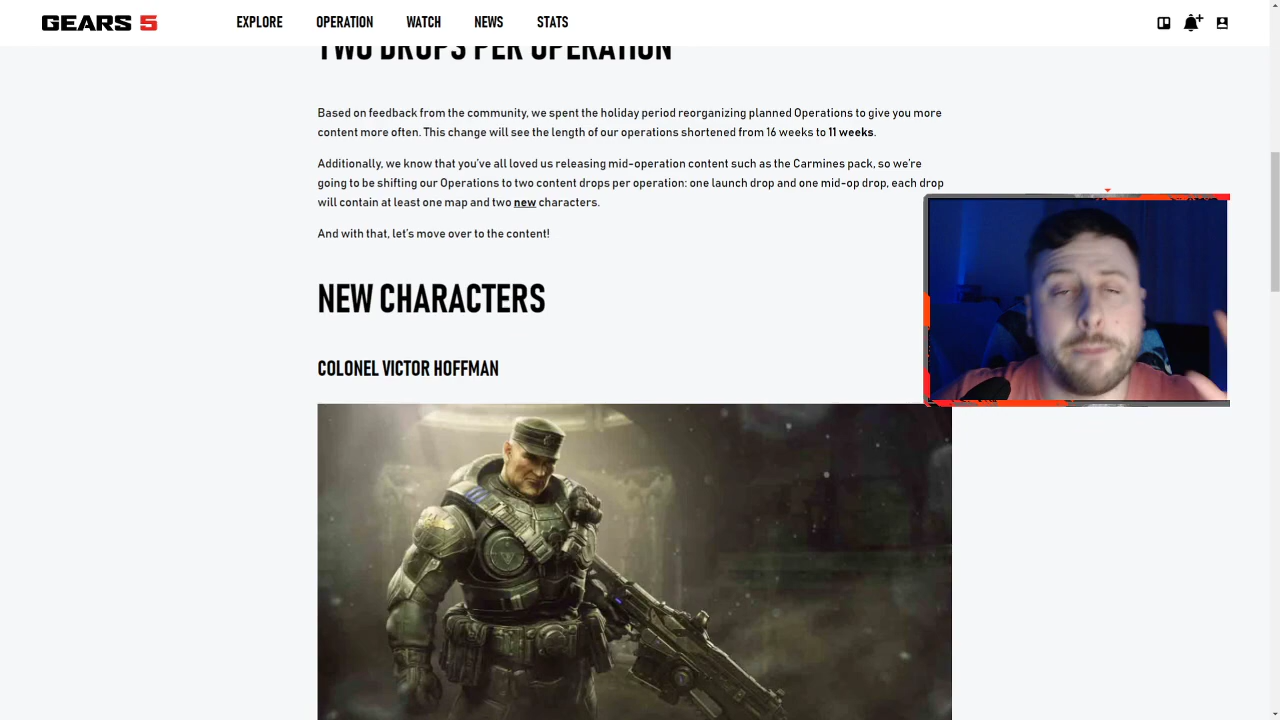 GEARS 5
EXPLORE
OPERATION
WATCH
NEWS
STATS
TWO DROPS PER OPERATION
Based on feedback from the community, we spent the holiday period reorganizing planned Operations to give you more
content more often. This change will see the length of our operations shortened from 16 weeks to 11 weeks.
Additionally, we know that you've all loved us releasing mid-operation content such as the Carmines pack, so we're
going to be shifting our Operations to two content drops per operation: one launch drop and one mid-op drop, each drop
will contain at least one map and two new characters.
And with that, let's move over to the content!
NEW CHARACTERS
COLONEL VICTOR HOFFMAN